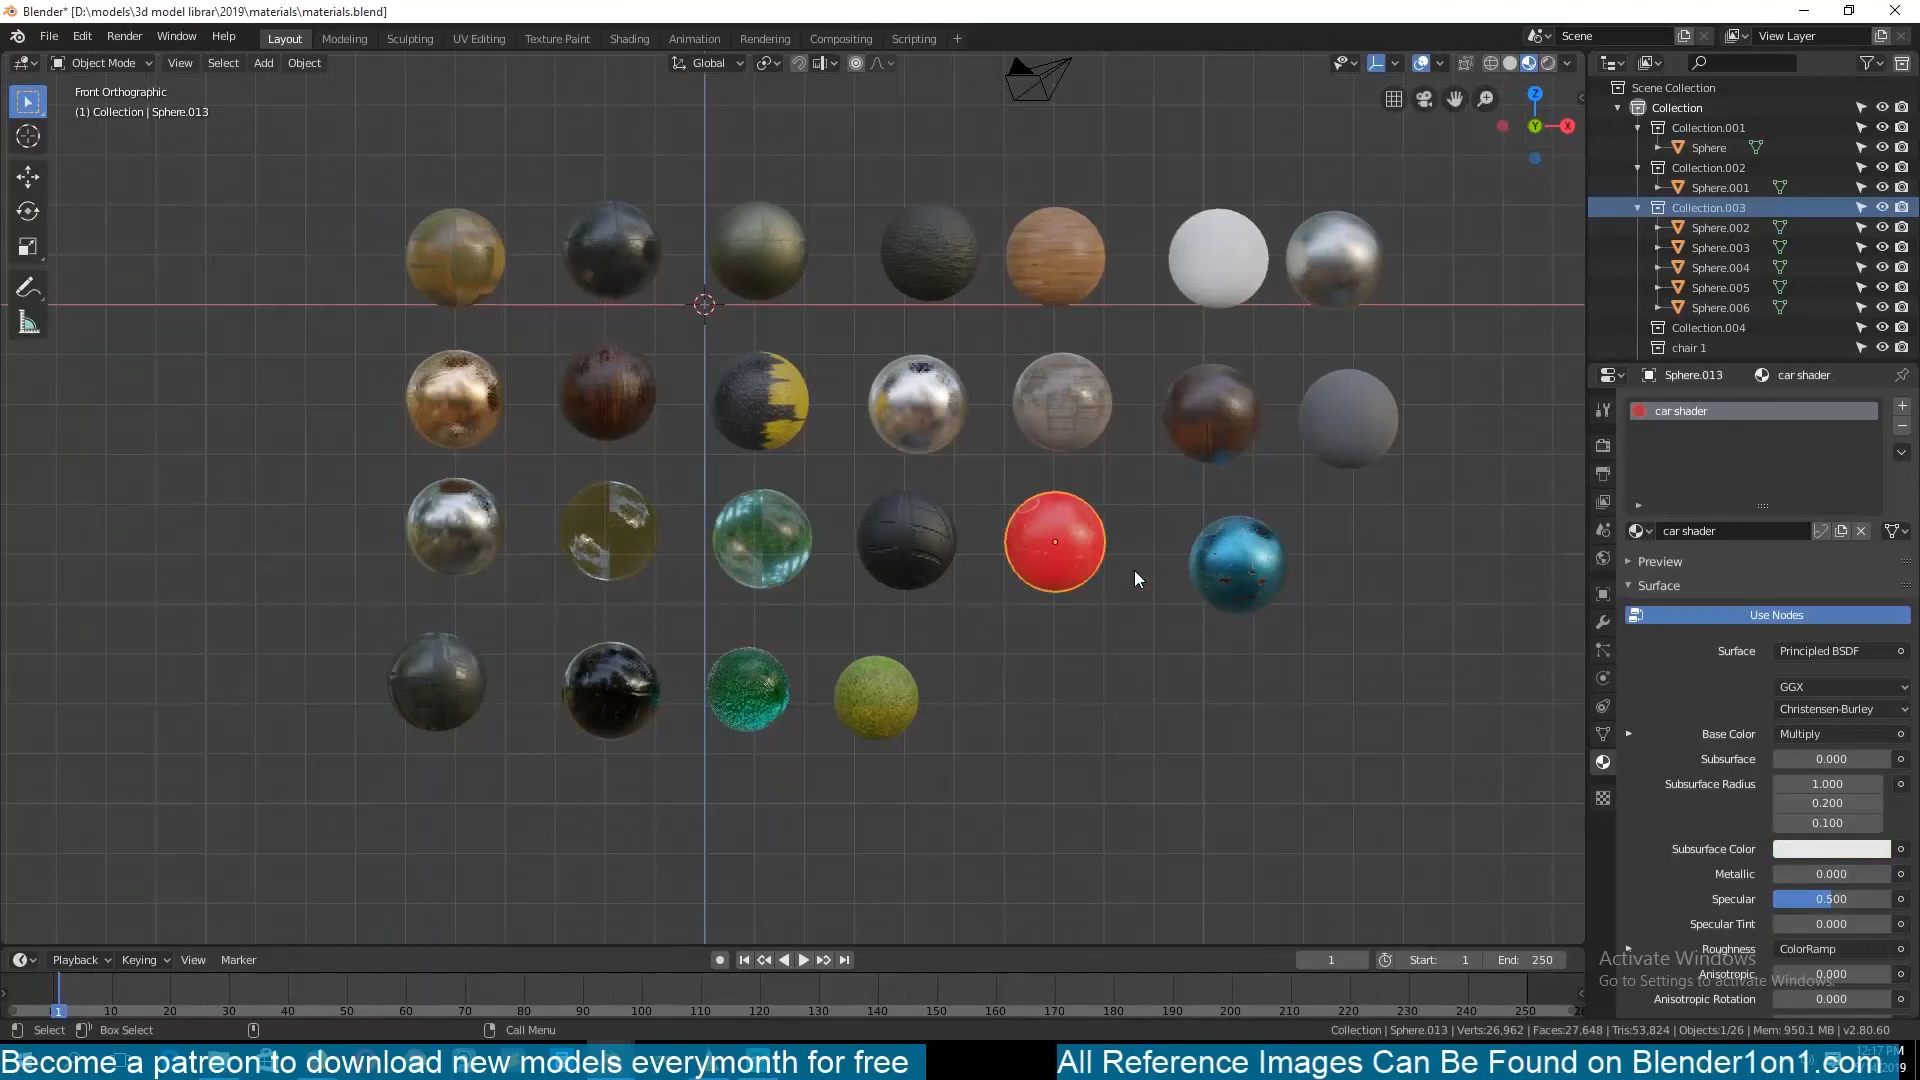 Blender* [D:\models\3d model librar\2019\materials\materials.blend]
File Edit Render Window Help Layout Modeling Sculpting UV Editing Texture Paint Shading Animation Rendering Compositing Scripting + Scene View Layer
Object Mode View Select Add Object Global
Front Orthographic
(1) Collection | Sphere.013
Z
Y
X
Scene Collection
Collection
Collection.001
Sphere
Collection.002
Sphere.001
Collection.003
Sphere.002
Sphere.003
Sphere.004
Sphere.005
Sphere.006
Collection.004
chair 1
Sphere.013 car shader
car shader
car shader
Preview
Surface
Use Nodes
Surface Principled BSDF
GGX
Christensen-Burley
Base Color Multiply
Subsurface 0.000
Subsurface Radius 1.000
0.200
0.100
Subsurface Color
Metallic 0.000
Specular 0.500
Specular Tint 0.000
Roughness ColorRamp
Anisotropic 0.000
Anisotropic Rotation 0.000
Activate Windows
Go to Settings to activate Windows.
Playback Keying View Marker 1 Start: 1 End: 250
1 10 20 30 40 50 60 70 80 90 100 110 120 130 140 150 160 170 180 190 200 210 220 230 240 250
Select Box Select Call Menu Collection | Sphere.013 | Verts:26,962 | Faces:27,648 | Tris:53,824 | Objects:1/26 | Mem: 950.1 MB | v2.80.60
Become a patreon to download new models everymonth for free
All Reference Images Can Be Found on Blender1on1.com
12:17 PM